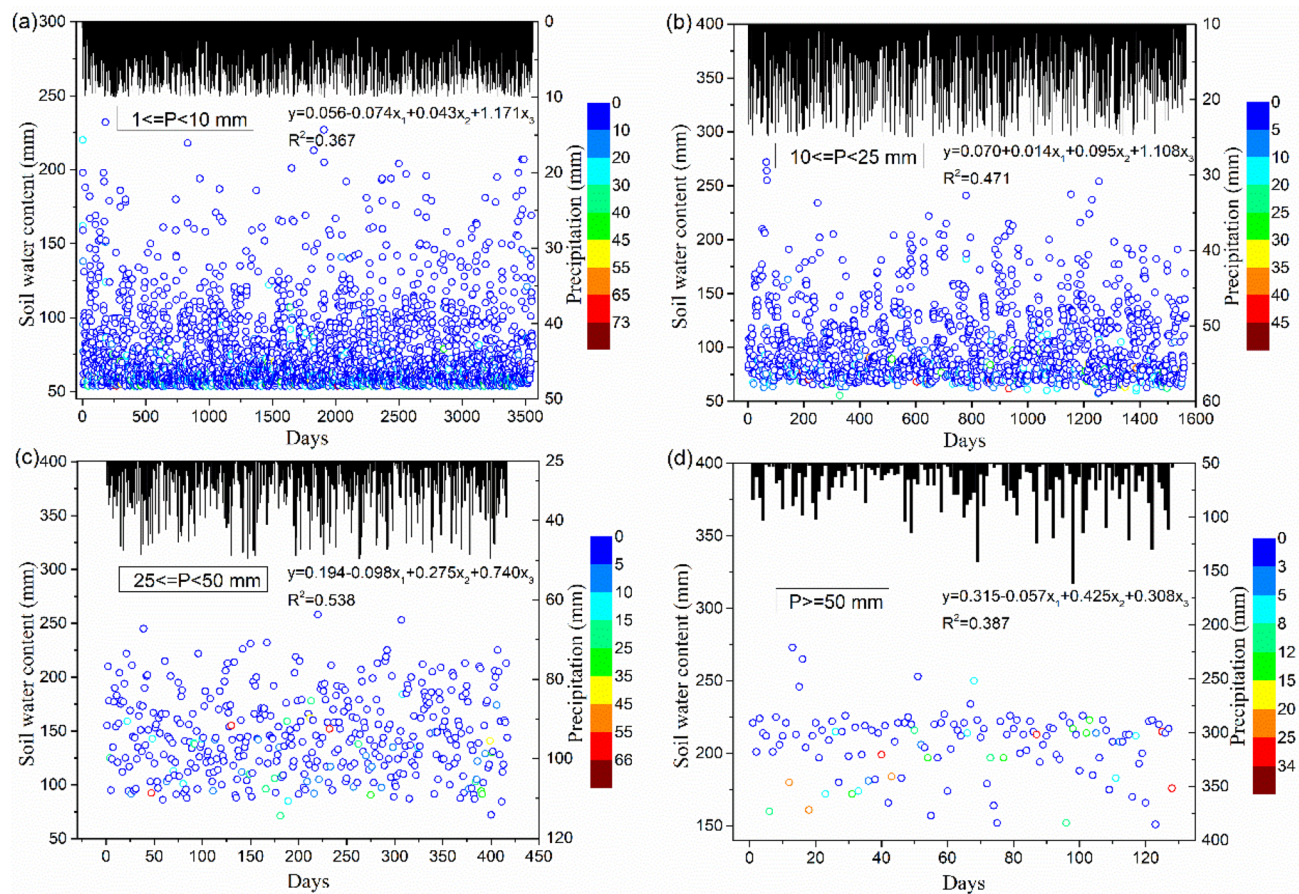 (a)
300
250
200
150
100
50
Soil water content (mm)
0
10
20
30
40
50
Precipitation (mm)
1<=P<10 mm
y=0.056-0.074x1+0.043x2+1.171x3
R2=0.367
0
10
20
30
40
45
55
65
73
0 500 1000 1500 2000 2500 3000 3500
Days
(b)
400
350
300
250
200
150
100
50
Soil water content (mm)
10
20
30
40
50
60
Precipitation (mm)
10<=P<25 mm
y=0.070+0.014x1+0.095x2+1.108x3
R2=0.471
0
5
10
20
25
30
35
40
45
0 200 400 600 800 1000 1200 1400 1600
Days
(c)
400
350
300
250
200
150
100
50
Soil water content (mm)
25
40
60
80
100
120
Precipitation (mm)
25<=P<50 mm
y=0.194-0.098x1+0.275x2+0.740x3
R2=0.538
0
5
10
15
25
35
45
55
66
0 50 100 150 200 250 300 350 400 450
Days
(d)
400
350
300
250
200
150
Soil water content (mm)
50
100
150
200
250
300
350
400
Precipitation (mm)
P>=50 mm
y=0.315-0.057x1+0.425x2+0.308x3
R2=0.387
0
3
5
8
12
15
20
25
34
0 20 40 60 80 100 120
Days